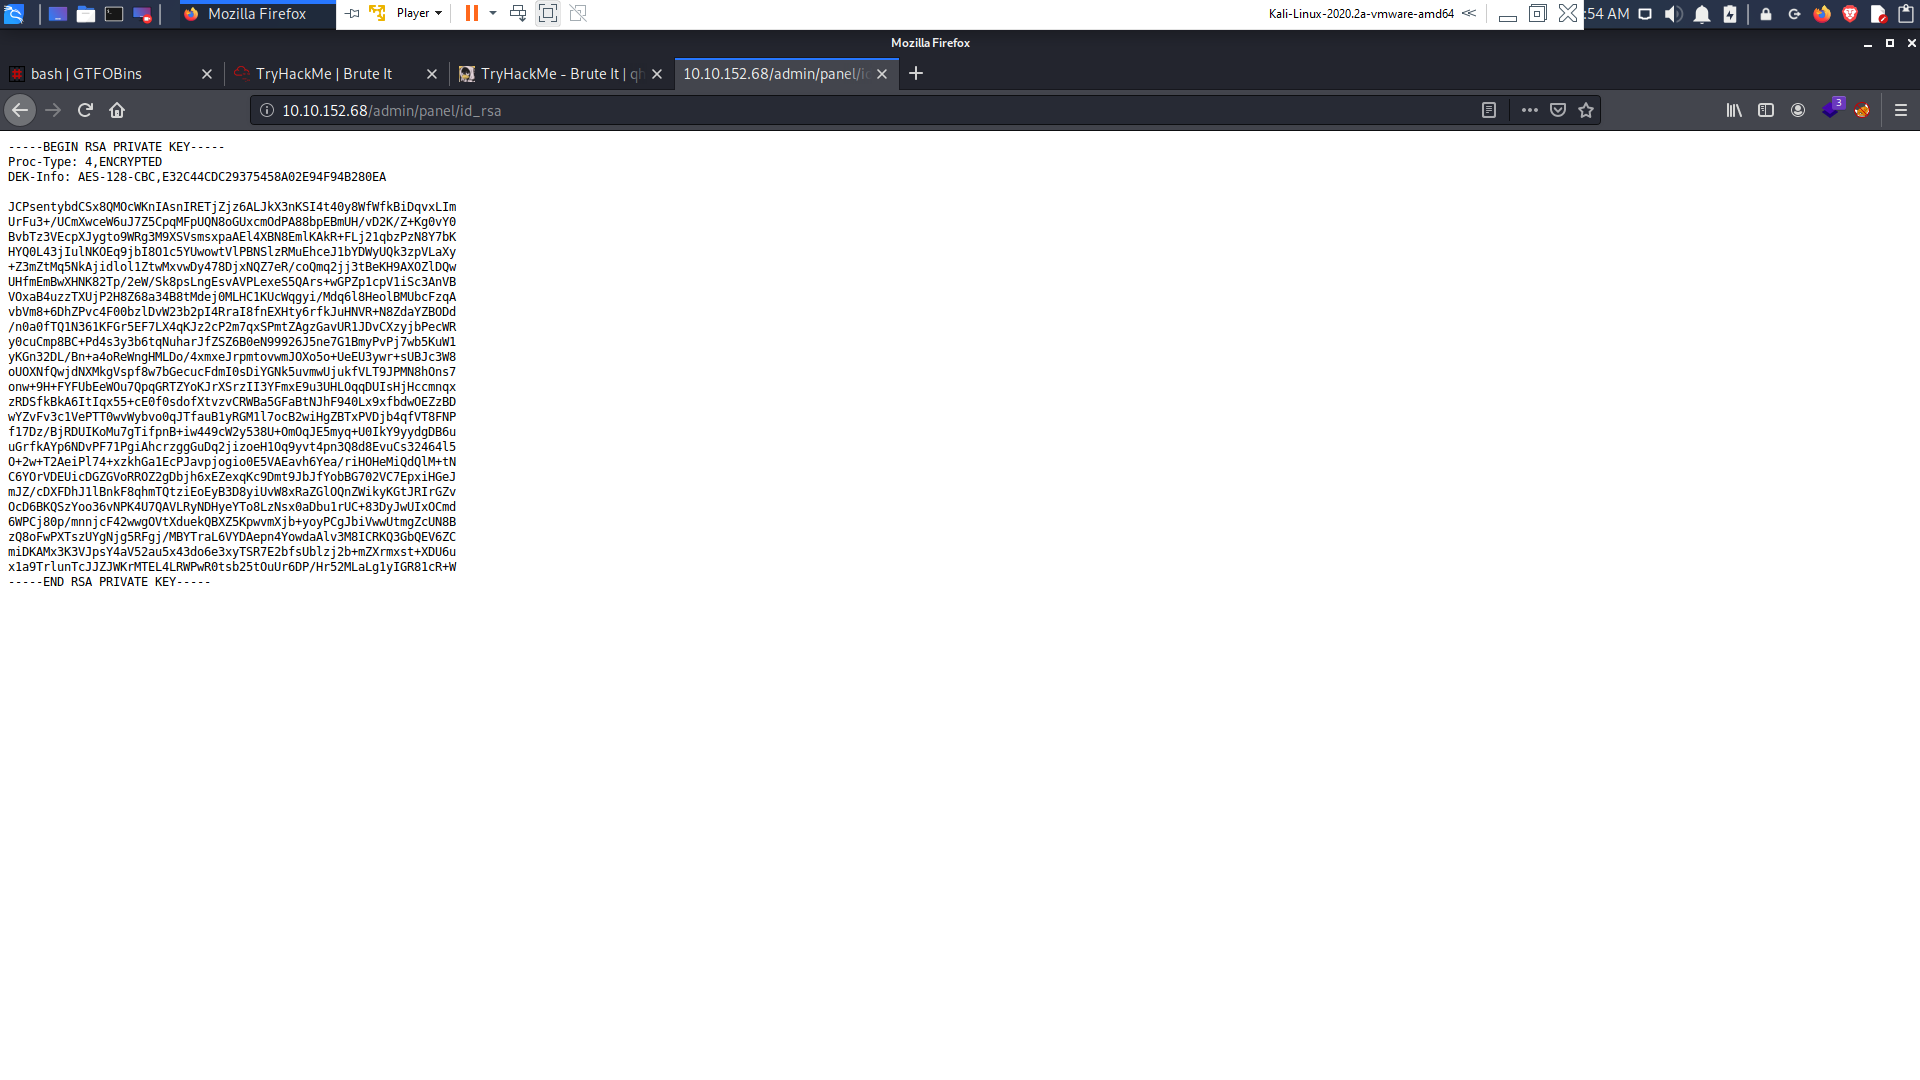 Mozilla Firefox
Player
Kali-Linux-2020.2a-vmware-amd64
:54 AM
Mozilla Firefox
bash | GTFOBins
TryHackMe | Brute It
TryHackMe - Brute It | qh
10.10.152.68/admin/panel/id
10.10.152.68/admin/panel/id_rsa
3
-----BEGIN RSA PRIVATE KEY-----
Proc-Type: 4,ENCRYPTED
DEK-Info: AES-128-CBC,E32C44CDC29375458A02E94F94B280EA
JCPsentybdCSx8QMOcWKnIAsnIRETjZjz6ALJkX3nKSI4t40y8WfWfkBiDqvxLIm
UrFu3+/UCmXwceW6uJ7Z5CpqMFpUQN8oGUxcmOdPA88bpEBmUH/vD2K/Z+Kg0vY0
BvbTz3VEcpXJygto9WRg3M9XSVsmsxpaAEl4XBN8EmlKAkR+FLj21qbzPzN8Y7bK
HYQ0L43jIulNKOEq9jbI8O1c5YUwowtVlPBNSlzRMuEhceJ1bYDWyUQk3zpVLaXy
+Z3mZtMq5NkAjidlol1ZtwMxvwDy478DjxNQZ7eR/coQmq2jj3tBeKH9AXOZlDQw
UHfmEmBwXHNK82Tp/2eW/Sk8psLngEsvAVPLexeS5QArs+wGPZp1cpV1iSc3AnVB
VOxaB4uzzTXUjP2H8Z68a34B8tMdej0MLHC1KUcWqgyi/Mdq6l8HeolBMUbcFzqA
vbVm8+6DhZPvc4F00bzlDvW23b2pI4RraI8fnEXHty6rfkJuHNVR+N8ZdaYZBODd
/n0a0fTQ1N361KFGr5EF7LX4qKJz2cP2m7qxSPmtZAgzGavUR1JDvCXzyjbPecWR
y0cuCmp8BC+Pd4s3y3b6tqNuharJfZSZ6B0eN99926J5ne7G1BmyPvPj7wb5KuW1
yKGn32DL/Bn+a4oReWngHMLDo/4xmxeJrpmtovwmJOXo5o+UeEU3ywr+sUBJc3W8
oUOXNfQwjdNXMkgVspf8w7bGecucFdmI0sDiYGNk5uvmwUjukfVLT9JPMN8hOns7
onw+9H+FYFUbEeWOu7QpqGRTZYoKJrXSrzII3YFmxE9u3UHLOqqDUIsHjHccmnqx
zRDSfkBkA6ItIqx55+cE0f0sdofXtvzvCRWBa5GFaBtNJhF940Lx9xfbdwOEZzBD
wYZvFv3c1VePTT0wvWybvo0qJTfauB1yRGM1l7ocB2wiHgZBTxPVDjb4qfVT8FNP
f17Dz/BjRDUIKoMu7gTifpnB+iw449cW2y538U+OmOqJE5myq+U0IkY9yydgDB6u
uGrfkAYp6NDvPF71PgiAhcrzggGuDq2jizoeH1Oq9yvt4pn3Q8d8EvuCs32464l5
O+2w+T2AeiPl74+xzkhGa1EcPJavpjogio0E5VAEavh6Yea/riHOHeMiQdQlM+tN
C6YOrVDEUicDGZGVoRROZ2gDbjh6xEZexqKc9Dmt9JbJfYobBG702VC7EpxiHGeJ
mJZ/cDXFDhJ1lBnkF8qhmTQtziEoEyB3D8yiUvW8xRaZGlOQnZWikyKGtJRIrGZv
OcD6BKQSzYoo36vNPK4U7QAVLRyNDHyeYTo8LzNsx0aDbu1rUC+83DyJwUIxOCmd
6WPCj80p/mnnjcF42wwgOVtXduekQBXZ5KpwvmXjb+yoyPCgJbiVwwUtmgZcUN8B
zQ8oFwPXTszUYgNjg5RFgj/MBYTraL6VYDAepn4YowdaAlv3M8ICRKQ3GbQEV6ZC
miDKAMx3K3VJpsY4aV52au5x43do6e3xyTSR7E2bfsUblzj2b+mZXrmxst+XDU6u
x1a9TrlunTcJJZJWKrMTEL4LRWPwR0tsb25tOuUr6DP/Hr52MLaLg1yIGR81cR+W
-----END RSA PRIVATE KEY-----